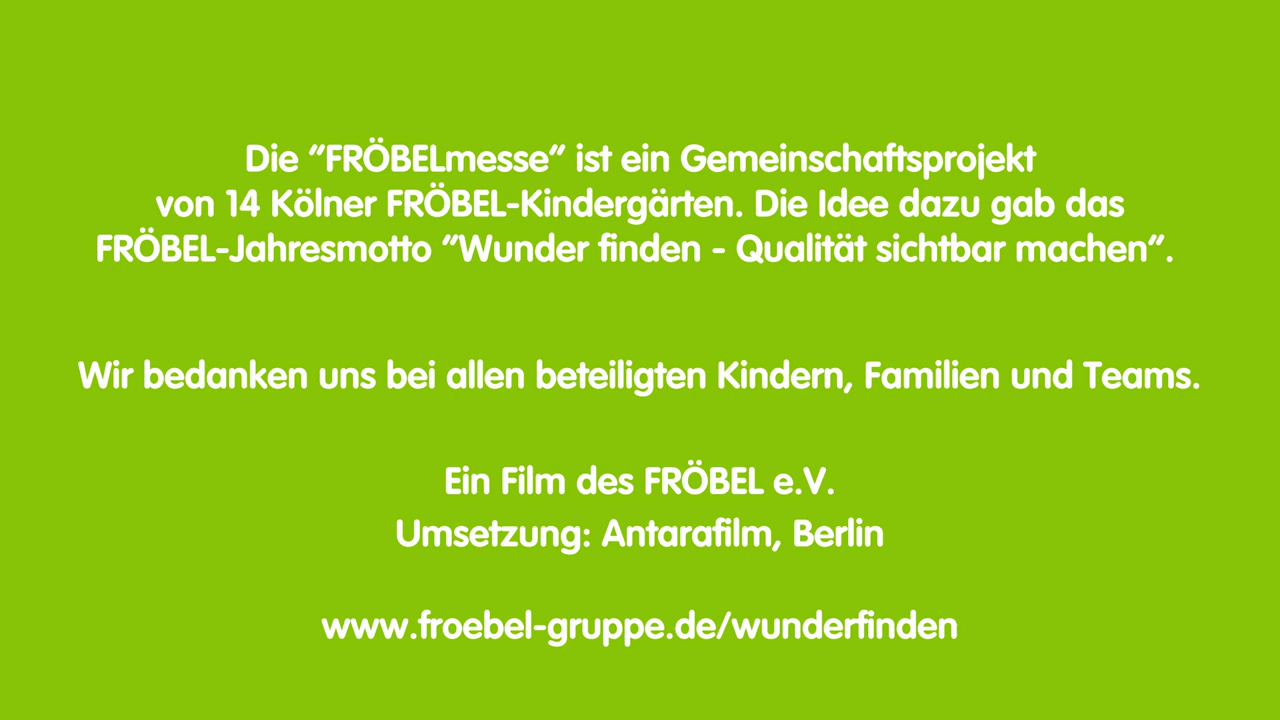 Die "FRÖBELmesse" ist ein Gemeinschaftsprojekt
von 14 Kölner FRÖBEL-Kindergärten. Die Idee dazu gab das
FRÖBEL-Jahresmotto "Wunder finden - Qualität sichtbar machen".
Wir bedanken uns bei allen beteiligten Kindern, Familien und Teams.
Ein Film des FRÖBEL e.V.
Umsetzung: Antarafilm, Berlin
www.froebel-gruppe.de/wunderfinden